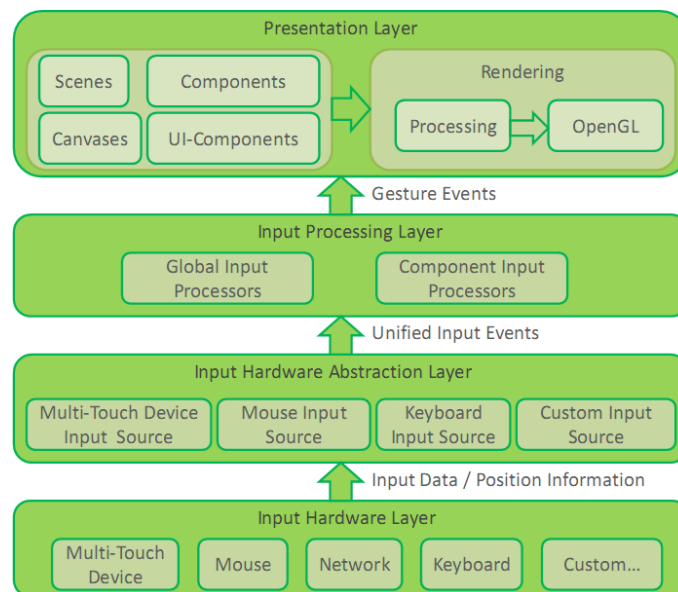 Presentation Layer
Scenes
Components
Canvases
UI-Components
Rendering
Processing
OpenGL
Gesture Events
Input Processing Layer
Global Input
Processors
Component Input
Processors
Unified Input Events
Input Hardware Abstraction Layer
Multi-Touch Device
Input Source
Mouse Input
Source
Keyboard
Input Source
Custom Input
Source
Input Data / Position Information
Input Hardware Layer
Multi-Touch
Device
Mouse
Network
Keyboard
Custom...